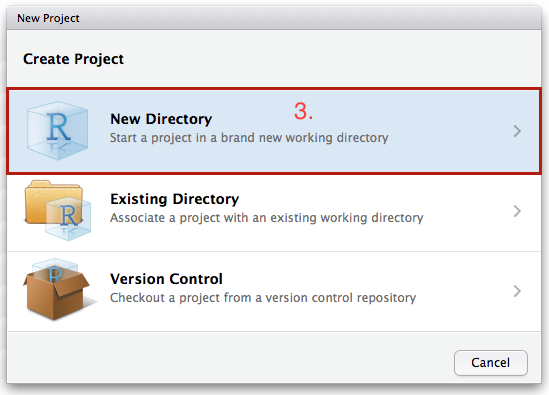 New Project
Create Project
New Directory
3.
Start a project in a brand new working directory
Existing Directory
Associate a project with an existing working directory
Version Control
Checkout a project from a version control repository
Cancel
R
R
R